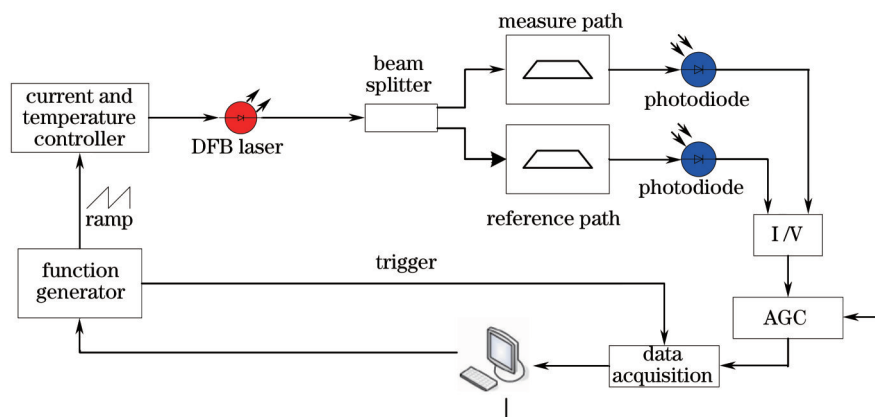 measure path
beam
splitter
photodiode
current and
temperature
controller
DFB laser
photodiode
reference path
ramp
I/V
trigger
function
generator
AGC
data
acquisition